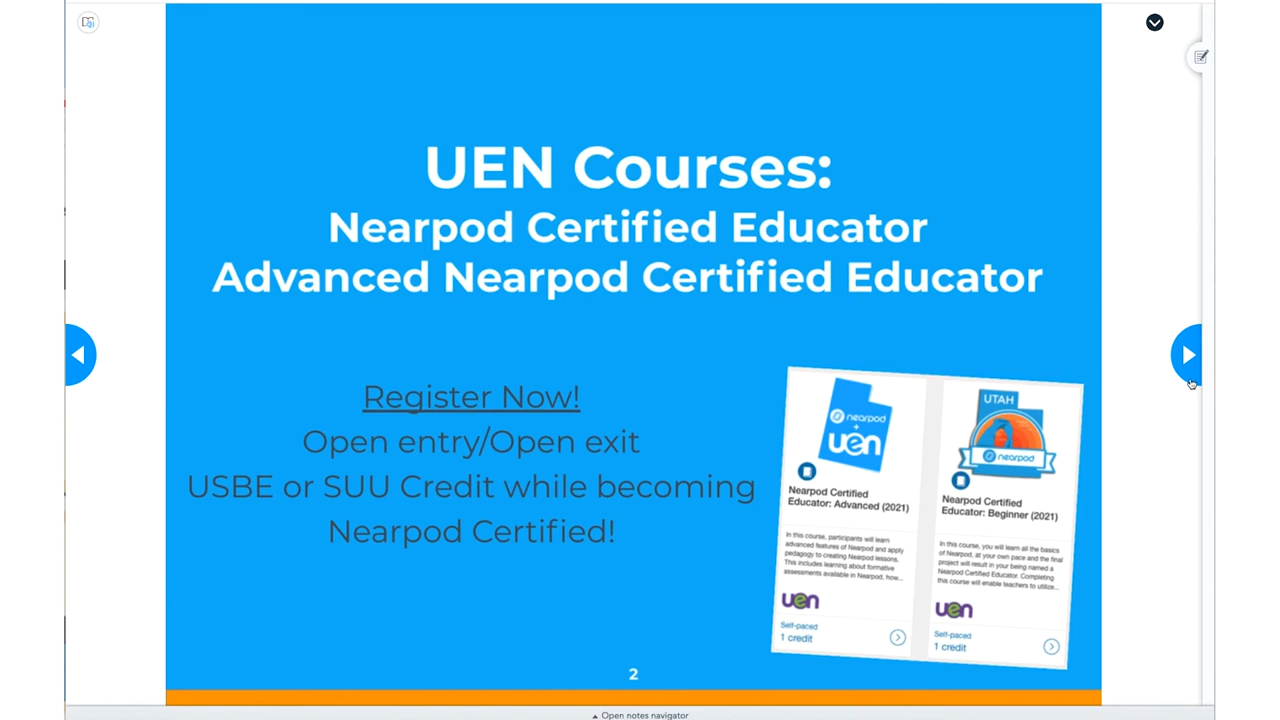 UEN Courses:
Nearpod Certified Educator
Advanced Nearpod Certified Educator
Register Now!
Open entry/Open exit
USBE or SUU Credit while becoming
Nearpod Certified!
nearpod
+
uen
Nearpod Certified
Educator: Advanced (2021)
In this course, participants will learn
advanced features of Nearpod and apply
pedagogy to creating Nearpod lessons.
This includes learning about formative
assessments available in Nearpod, how...
uen
Self-paced
1 credit
UTAH
nearpod
Nearpod Certified
Educator: Beginner (2021)
In this course, you will learn all the basics
of Nearpod, at your own pace and the final
project will result in your being named a
Nearpod Certified Educator. Completing
this course will enable teachers to utilize...
uen
Self-paced
1 credit
2
Open notes navigator